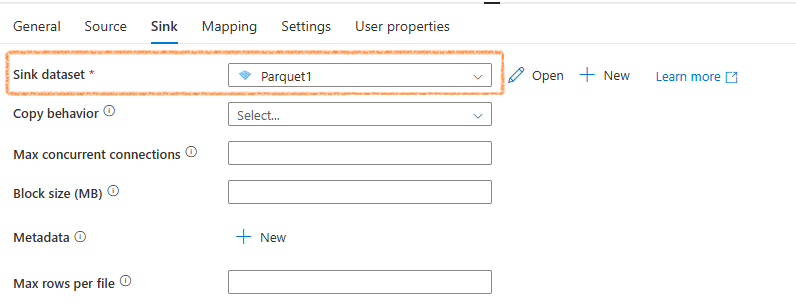 General Source Sink Mapping Settings User properties
Sink dataset * Parquet1 Open New Learn more
Copy behavior Select...
Max concurrent connections
Block size (MB)
Metadata New
Max rows per file